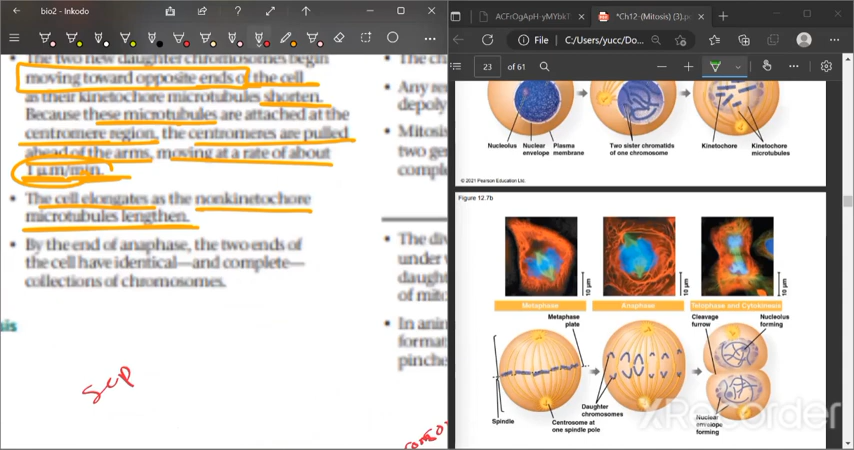 bio2 - Inkodo
The two new daughter chromosomes begin
moving toward opposite ends of the cell
as their kinetochore microtubules shorten.
Because these microtubules are attached at the
centromere region, the centromeres are pulled
ahead of the arms, moving at a rate of about
1 µm/min.
• The cell elongates as the nonkinetochore
microtubules lengthen.
• By the end of anaphase, the two ends of
the cell have identical—and complete—
collections of chromosomes.
sis
sep
• The ch
• Any re
depoly
• Mitosis
two ge
comple
• The div
under w
daught
of mito
• In anim
format
pinche
ACFrOgApH-yMYbkT
*Ch12-(Mitosis) (3).p
File
C:/Users/yucc/Do...
23 of 61
Nucleolus
Nuclear
envelope
Plasma
membrane
Two sister chromatids
of one chromosome
Kinetochore
Kinetochore
microtubules
© 2021 Pearson Education Ltd.
Figure 12.7b
10 µm
10 µm
10 µm
Metaphase
Anaphase
Telophase and Cytokinesis
Metaphase
plate
Cleavage
furrow
Nucleolus
forming
Spindle
Centrosome at
one spindle pole
Daughter
chromosomes
Nuclear
envelope
forming
XRecorder